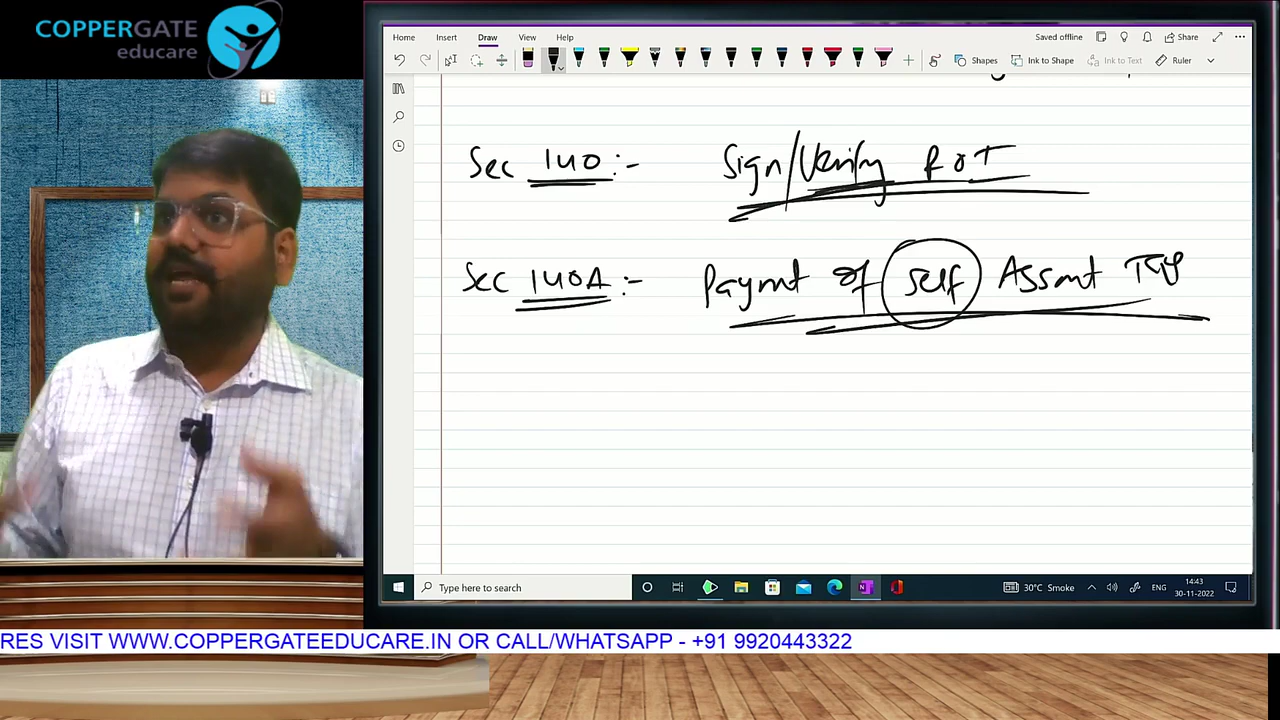 COPPERGATE
educare
Home Insert Draw View Help
Saved offline
Share
Shapes Ink to Shape Ink to Text Ruler
Sec 140 :- Sign/Verify ROI
Sec 140A :- Paymt of Self Assmt
Type here to search
30°C Smoke ENG 14:43
30-11-2022
RES VISIT WWW.COPPERGATEEDUCARE.IN OR CALL/WHATSAPP - +91 9920443322